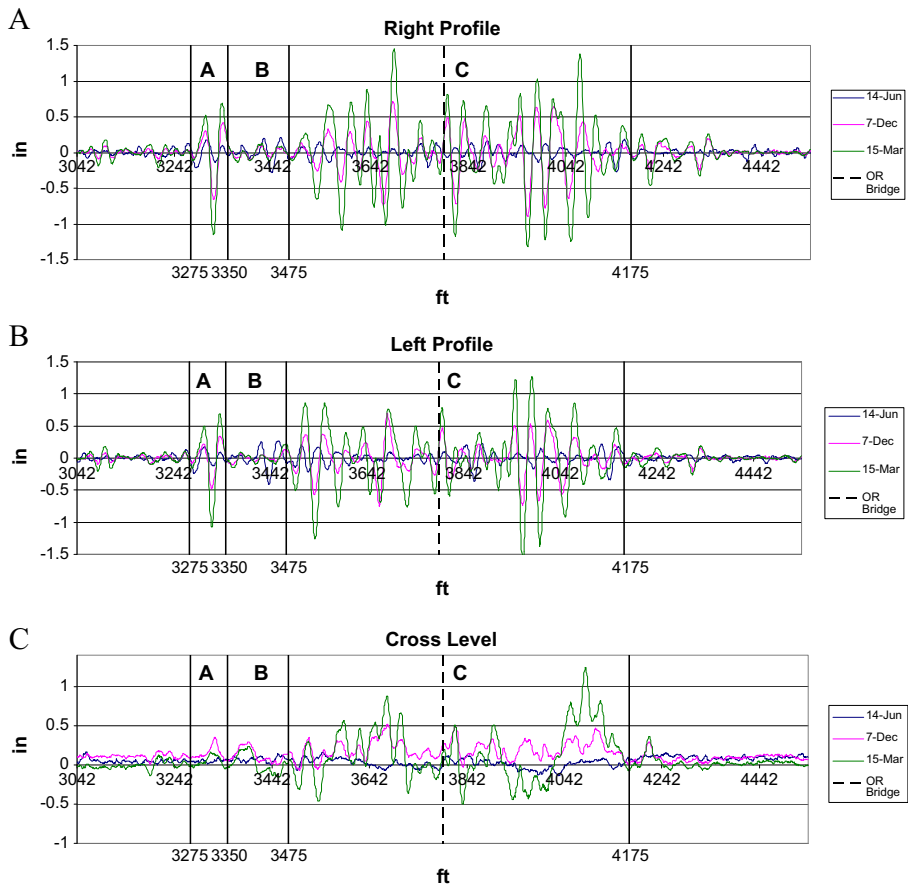 A
Right Profile
1.5
1
0.5
0
-0.5
-1
-1.5
in
A
B
C
3042 3242 3442 3642 3842 4042 4242 4442
3275 3350 3475 4175
ft
14-Jun
7-Dec
15-Mar
OR
Bridge
B
Left Profile
1.5
1
0.5
0
-0.5
-1
-1.5
in
A
B
C
3042 3242 3442 3642 3842 4042 4242 4442
3275 3350 3475 4175
ft
14-Jun
7-Dec
15-Mar
OR
Bridge
C
Cross Level
1
0.5
0
-0.5
-1
in
A
B
C
3042 3242 3442 3642 3842 4042 4242 4442
3275 3350 3475 4175
ft
14-Jun
7-Dec
15-Mar
OR
Bridge